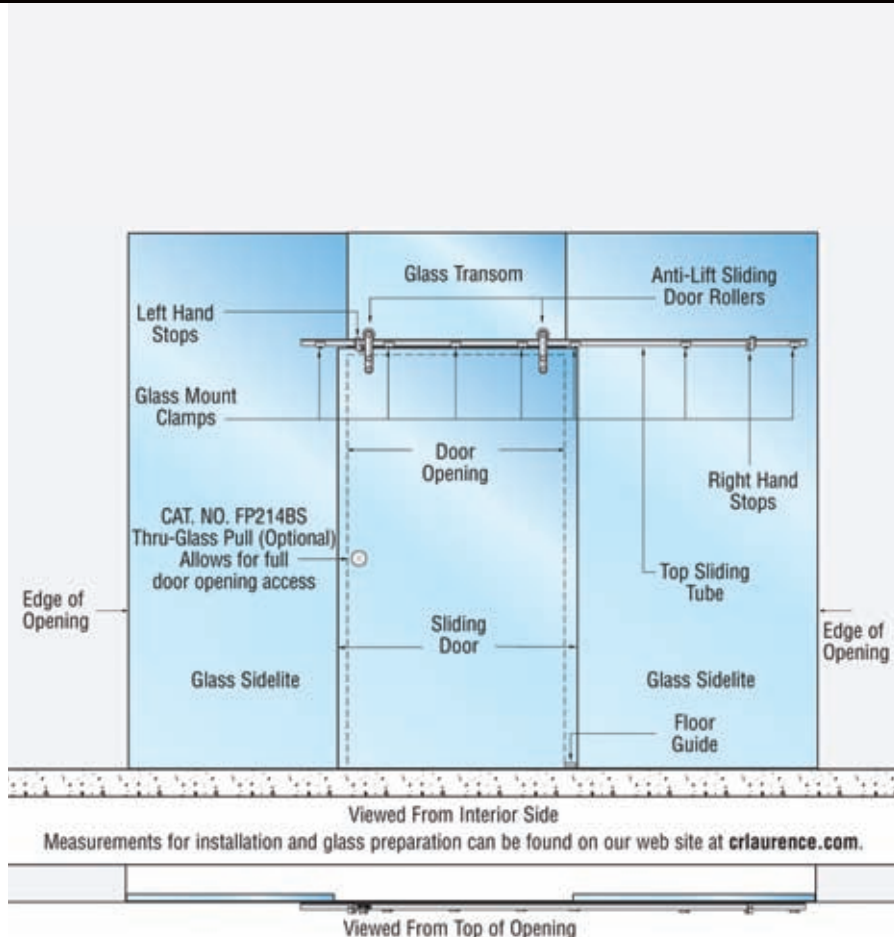 Glass Transom
Anti-Lift Sliding
Door Rollers
Left Hand
Stops
Glass Mount
Clamps
Door
Opening
Right Hand
Stops
CAT. NO. FP214BS
Thru-Glass Pull (Optional)
Allows for full
door opening access
Top Sliding
Tube
Edge of
Opening
Sliding
Door
Edge of
Opening
Glass Sidelite
Glass Sidelite
Floor
Guide
Viewed From Interior Side
Measurements for installation and glass preparation can be found on our web site at crlaurence.com.
Viewed From Top of Opening